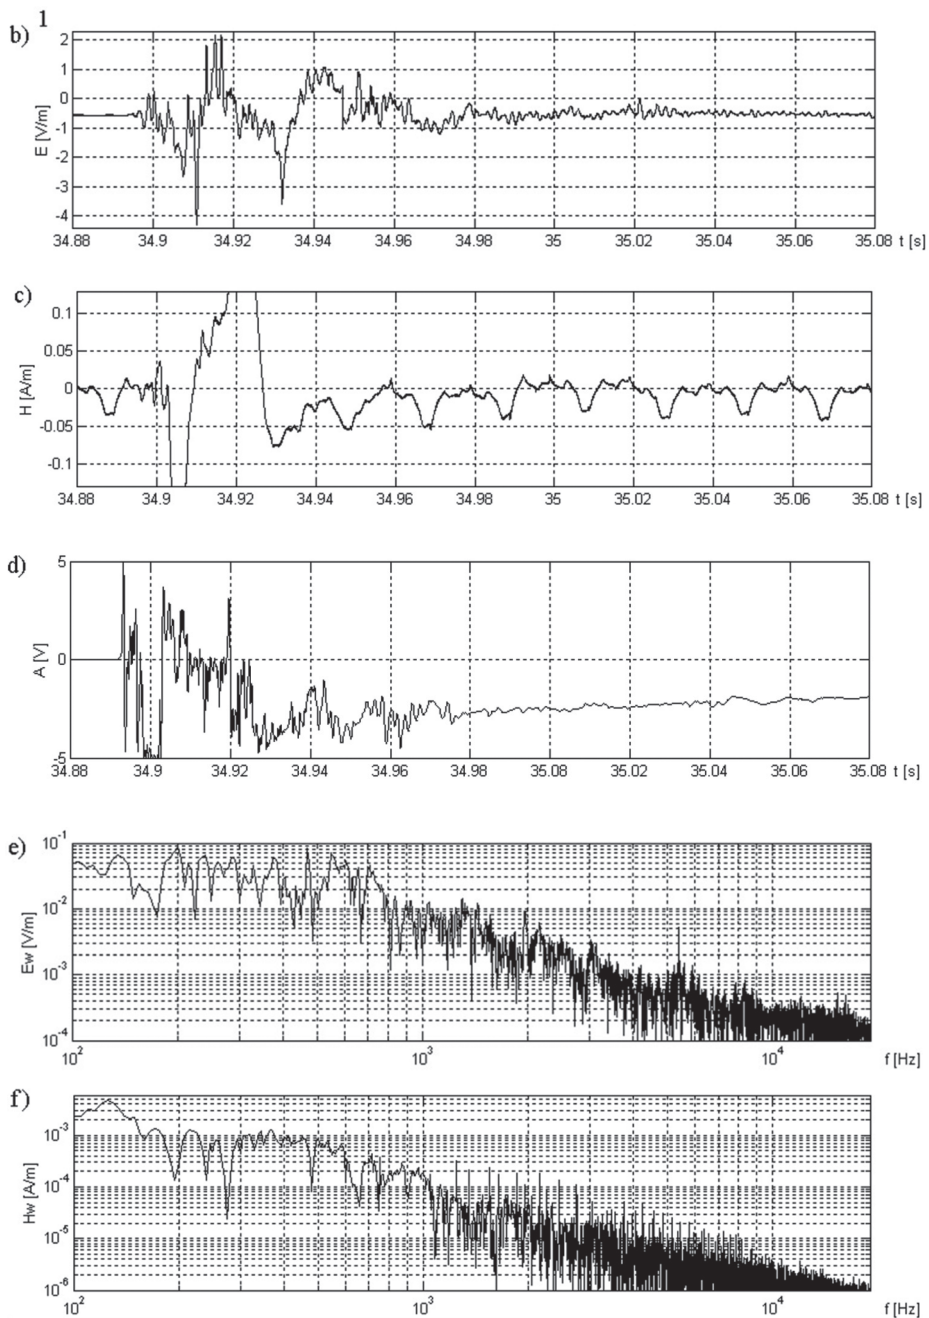 1
b)
2
1
0
-1
-2
-3
-4
E [V/m]
34.88 34.9 34.92 34.94 34.96 34.98 35 35.02 35.04 35.06 35.08 t [s]
c)
0.1
0.05
0
-0.05
-0.1
H [A/m]
34.88 34.9 34.92 34.94 34.96 34.98 35 35.02 35.04 35.06 35.08 t [s]
d)
5
0
-5
A [V]
34.88 34.9 34.92 34.94 34.96 34.98 35.00 35.02 35.04 35.06 35.08 t [s]
e)
10-1
10-2
10-3
10-4
Ew [V/m]
102 103 104 f [Hz]
f)
10-3
10-4
10-5
10-6
Hw [A/m]
102 103 104 f [Hz]